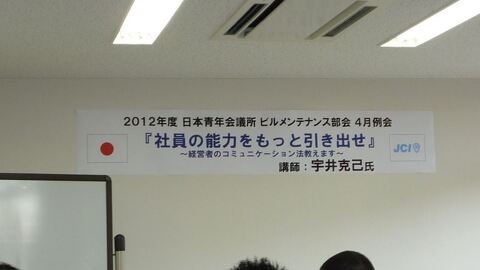 2012年度 日本青年会議所 ビルメンテナンス部会 4月例会
『社員の能力をもっと引き出せ』
～経営者のコミュニケーション法教えます～
講師：宇井克己氏
JCI